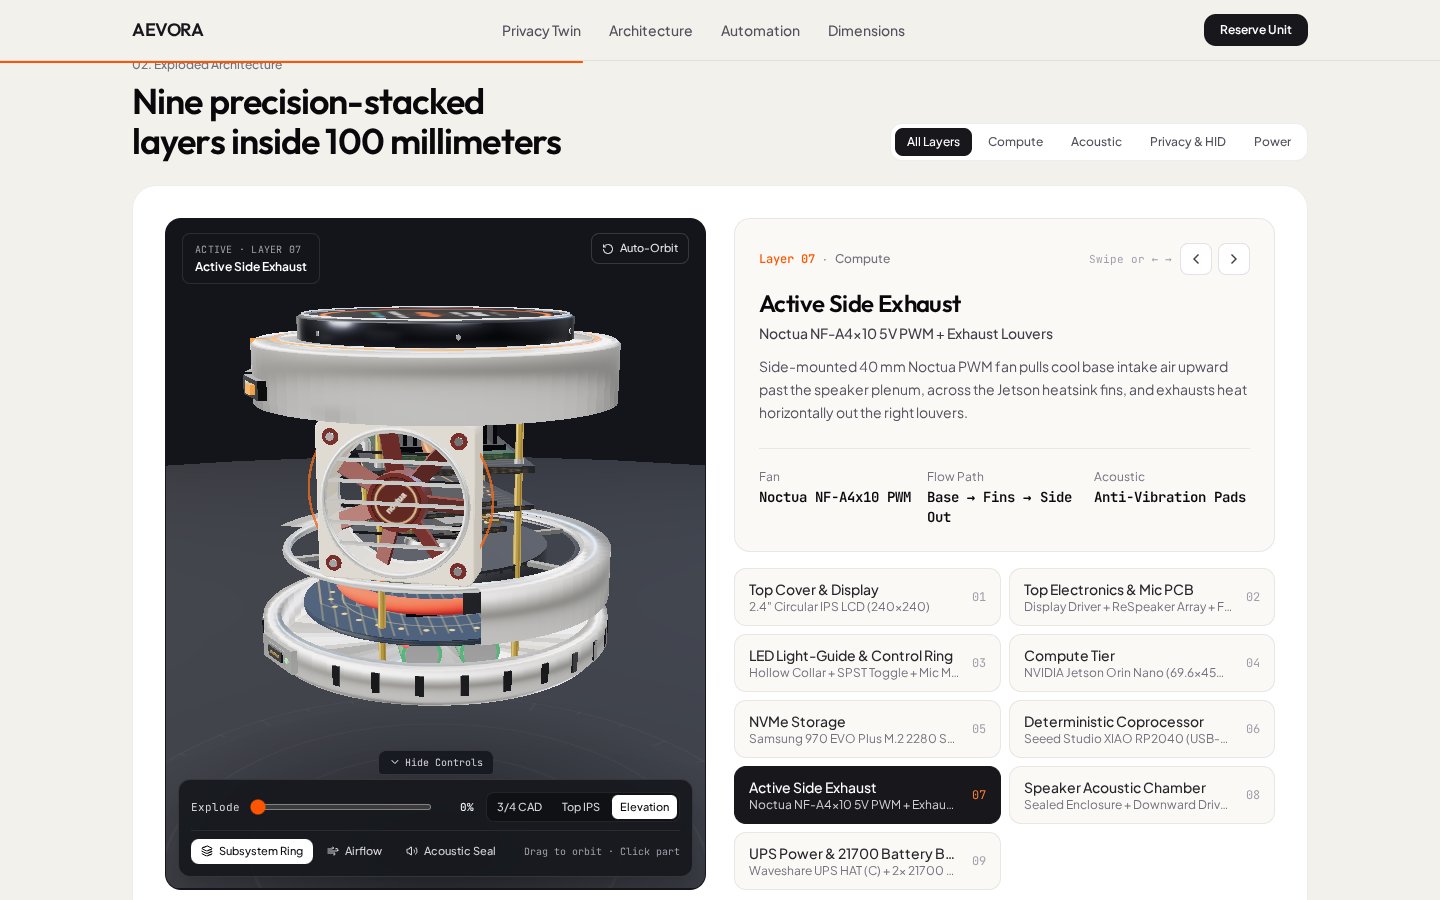 AEVORA
Privacy Twin
Architecture
Automation
Dimensions
Reserve Unit
02. Exploded Architecture
Nine precision-stacked
layers inside 100 millimeters
All Layers
Compute
Acoustic
Privacy & HID
Power
ACTIVE · LAYER 07
Active Side Exhaust
Auto-Orbit
Hide Controls
Explode
0%
3/4 CAD
Top IPS
Elevation
Subsystem Ring
Airflow
Acoustic Seal
Drag to orbit · Click part
Layer 07 · Compute
Swipe or ← →
Active Side Exhaust
Noctua NF-A4×10 5V PWM + Exhaust Louvers
Side-mounted 40 mm Noctua PWM fan pulls cool base intake air upward
past the speaker plenum, across the Jetson heatsink fins, and exhausts heat
horizontally out the right louvers.
Fan
Noctua NF-A4x10 PWM
Flow Path
Base → Fins → Side
Out
Acoustic
Anti-Vibration Pads
Top Cover & Display
2.4" Circular IPS LCD (240×240)
01
Top Electronics & Mic PCB
Display Driver + ReSpeaker Array + F...
02
LED Light-Guide & Control Ring
Hollow Collar + SPST Toggle + Mic M...
03
Compute Tier
NVIDIA Jetson Orin Nano (69.6×45...
04
NVMe Storage
Samsung 970 EVO Plus M.2 2280 S...
05
Deterministic Coprocessor
Seeed Studio XIAO RP2040 (USB-...
06
Active Side Exhaust
Noctua NF-A4×10 5V PWM + Exhau...
07
Speaker Acoustic Chamber
Sealed Enclosure + Downward Driv...
08
UPS Power & 21700 Battery B...
Waveshare UPS HAT (C) + 2× 21700 ...
09